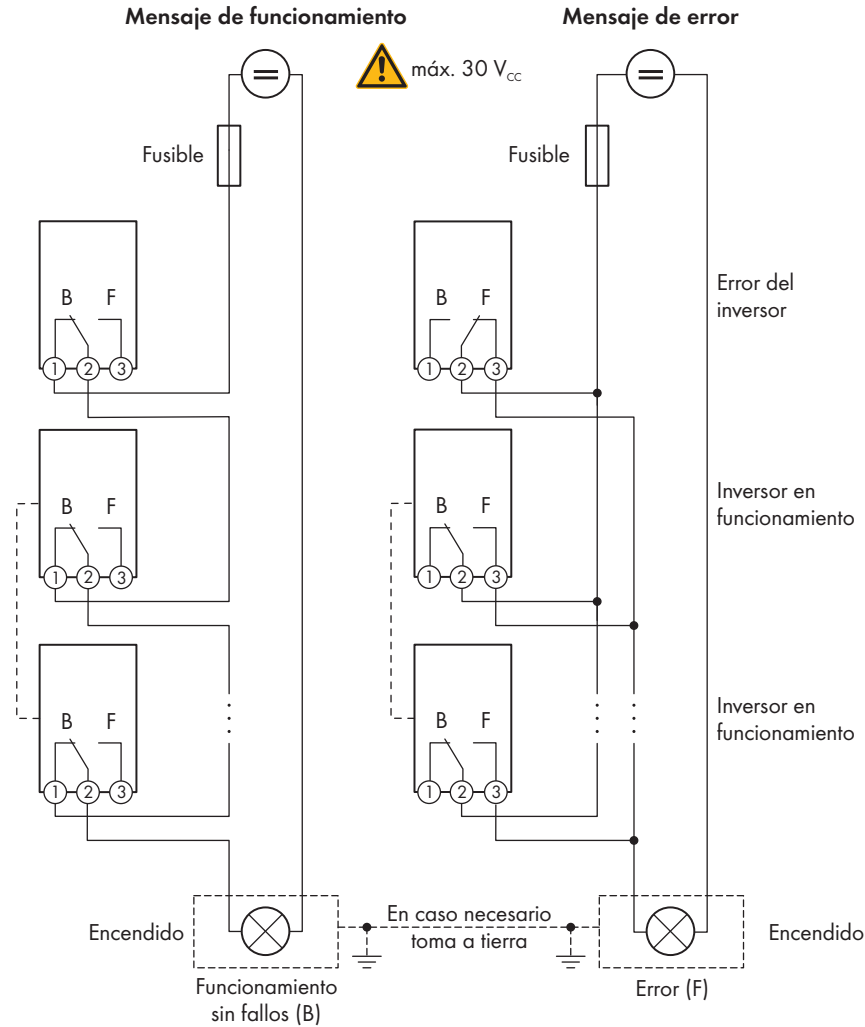 Mensaje de funcionamiento
Mensaje de error
máx. 30 VCC
Fusible
Fusible
B F
1 2 3
B F
1 2 3
Error del
inversor
B F
1 2 3
B F
1 2 3
Inversor en
funcionamiento
B F
1 2 3
B F
1 2 3
Inversor en
funcionamiento
Encendido
En caso necesario
toma a tierra
Encendido
Funcionamiento
sin fallos (B)
Error (F)